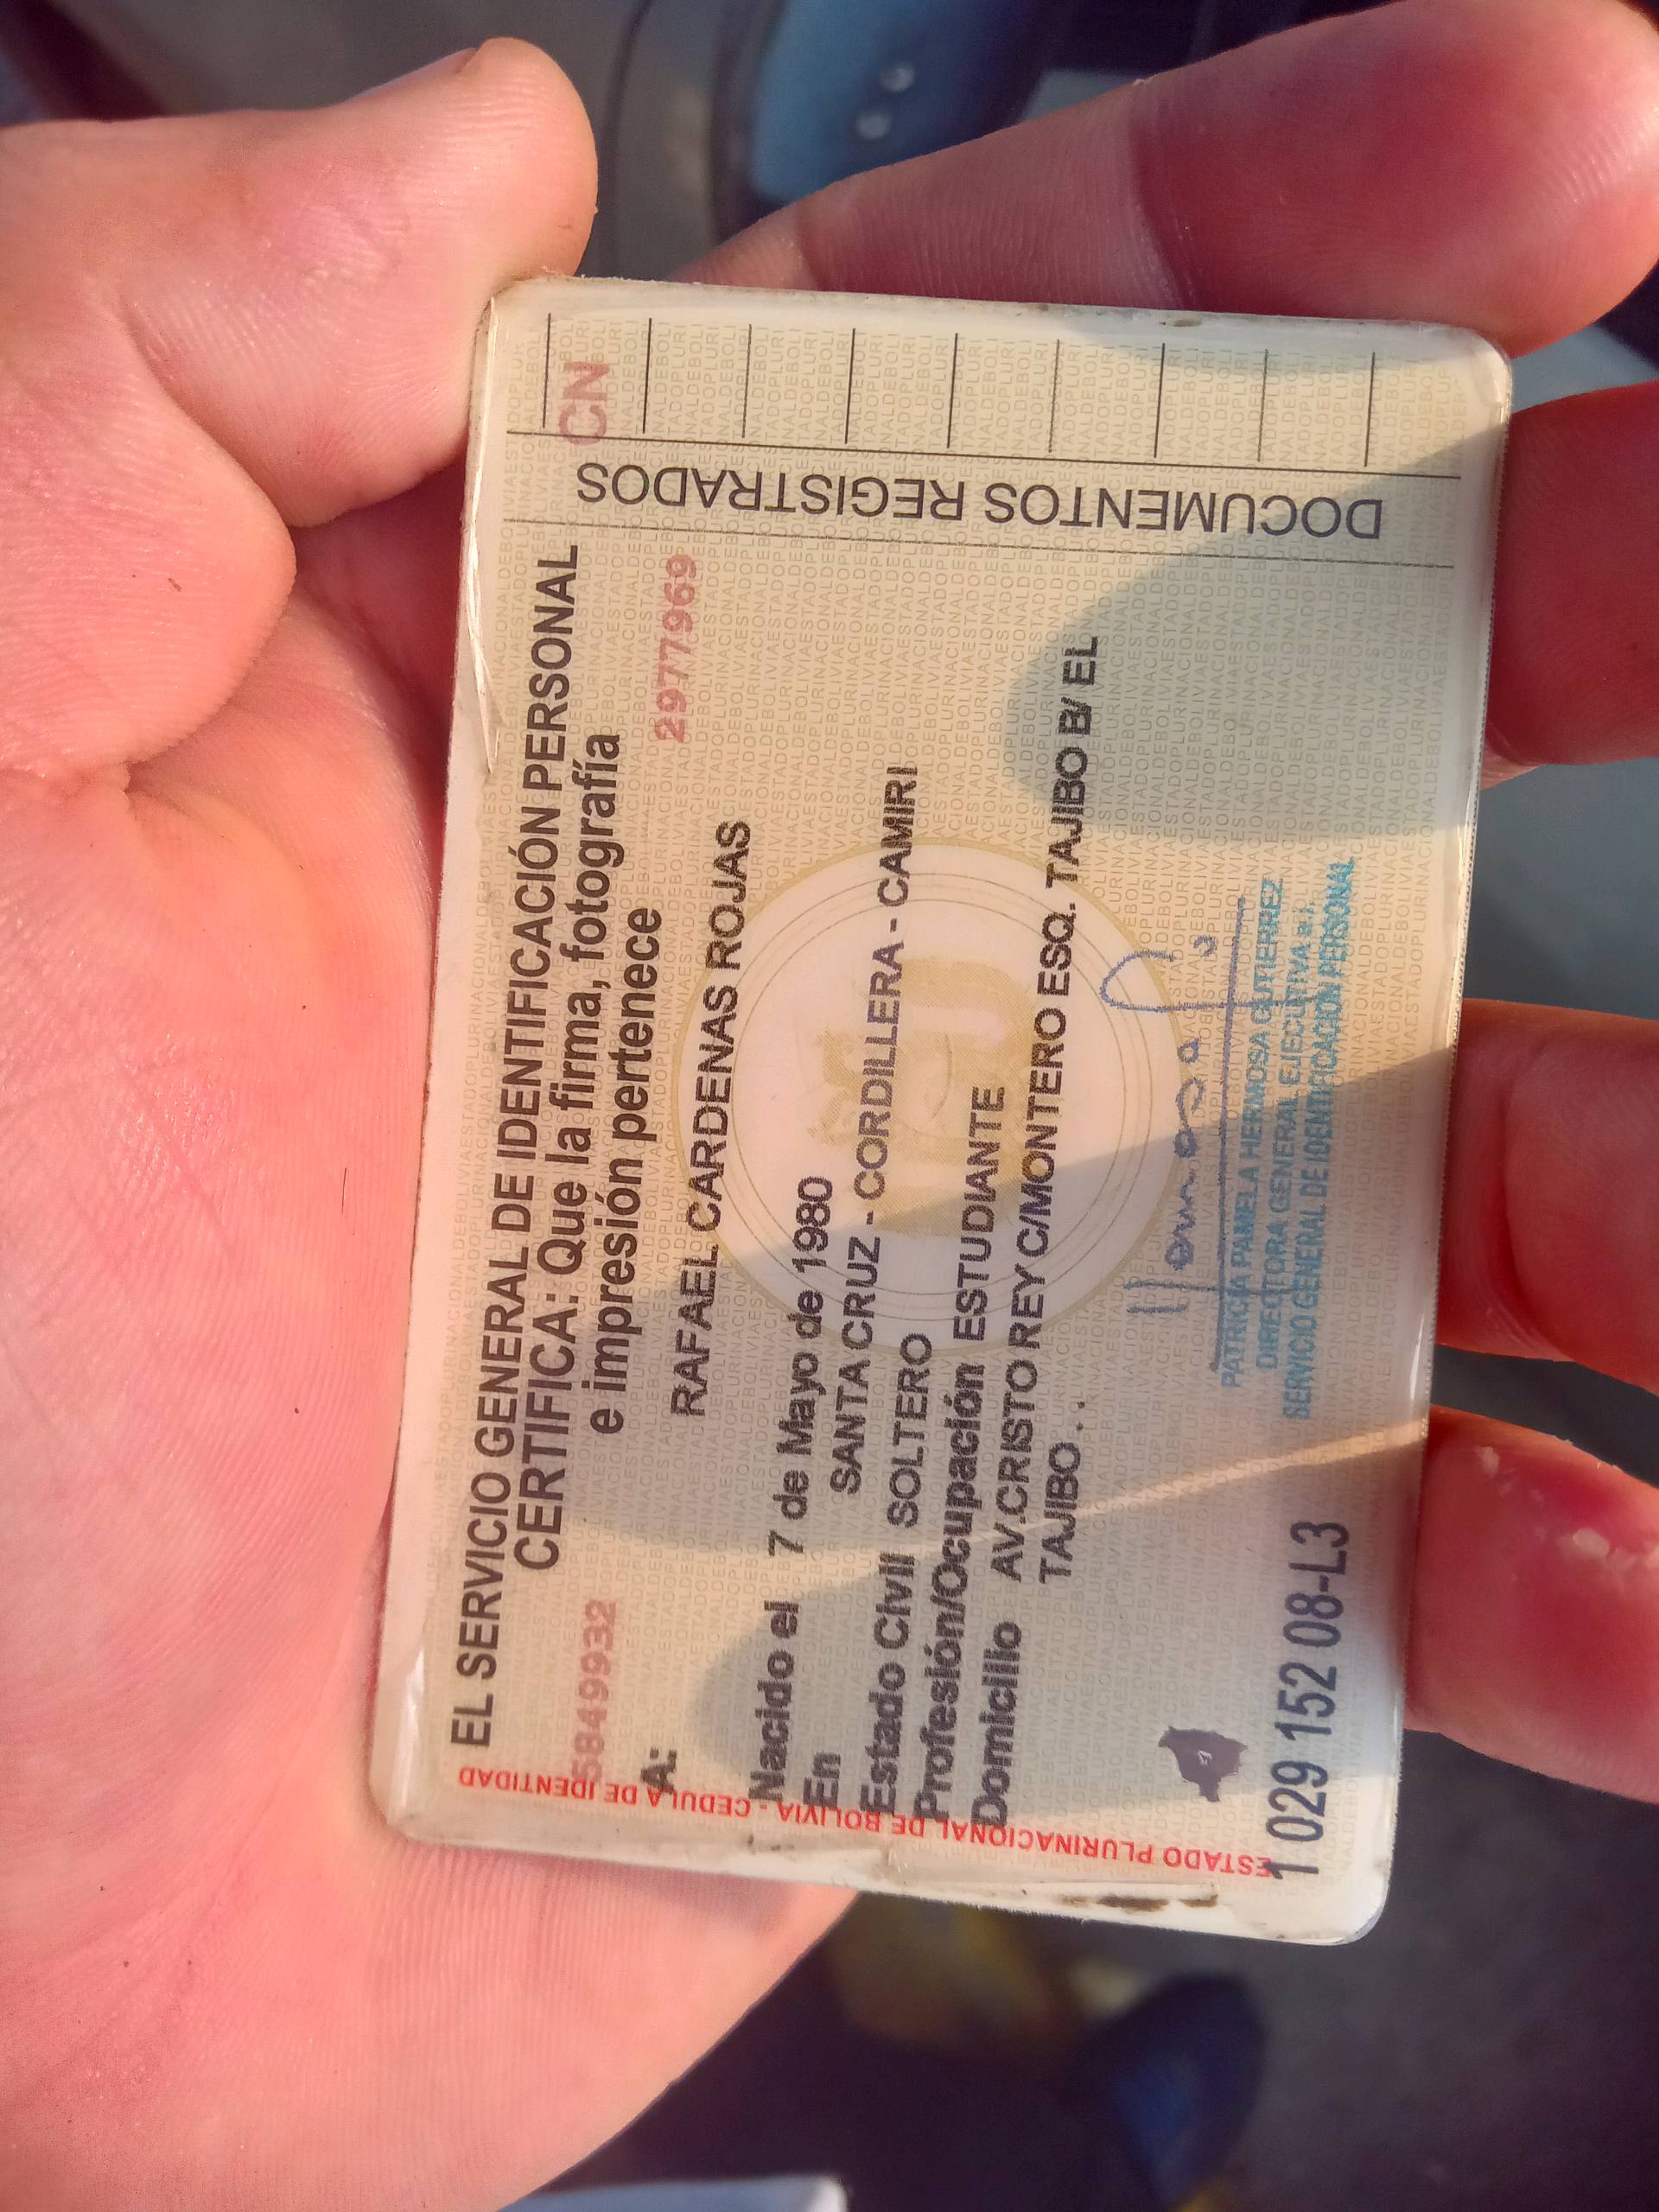 EL SERVICIO GENERAL DE IDENTIFICACIÓN PERSONAL
CERTIFICA: Que la firma, fotografía
e impresión pertenece
5849932
2977969
A:
RAFAEL CARDENAS ROJAS
Nacido el 7 de Mayo de 1980
En SANTA CRUZ - CORDILLERA - CAMIRI
Estado Civil SOLTERO
Profesión/Ocupación ESTUDIANTE
Domicilio AV.CRISTO REY C/MONTERO ESQ. TAJIBO B/ EL
TAJIBO . .
PATRICIA PAMELA HERMOSA GUTIERREZ
DIRECTORA GENERAL EJECUTIVA a.i.
SERVICIO GENERAL DE IDENTIFICACIÓN PERSONAL
1 029 152 08-L3
ESTADO PLURINACIONAL DE BOLIVIA - CEDULA DE IDENTIDAD
DOCUMENTOS REGISTRADOS
CN